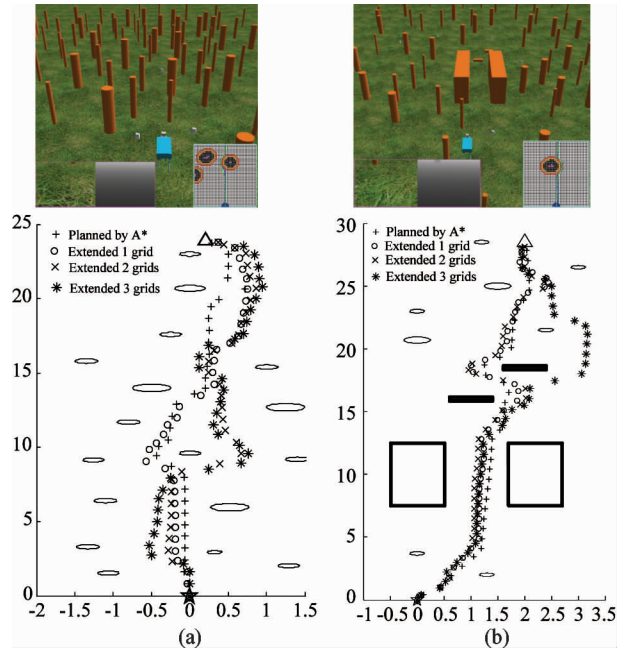 25
+ Planned by A*
○ Extended 1 grid
× Extended 2 grids
✱ Extended 3 grids
20
15
10
5
0
-2 -1.5 -1 -0.5 0 0.5 1 1.5
(a)
30
+ Planned by A*
○ Extended 1 grid
× Extended 2 grids
✱ Extended 3 grids
25
20
15
10
5
0
-1 -0.5 0 0.5 1 1.5 2 2.5 3 3.5
(b)